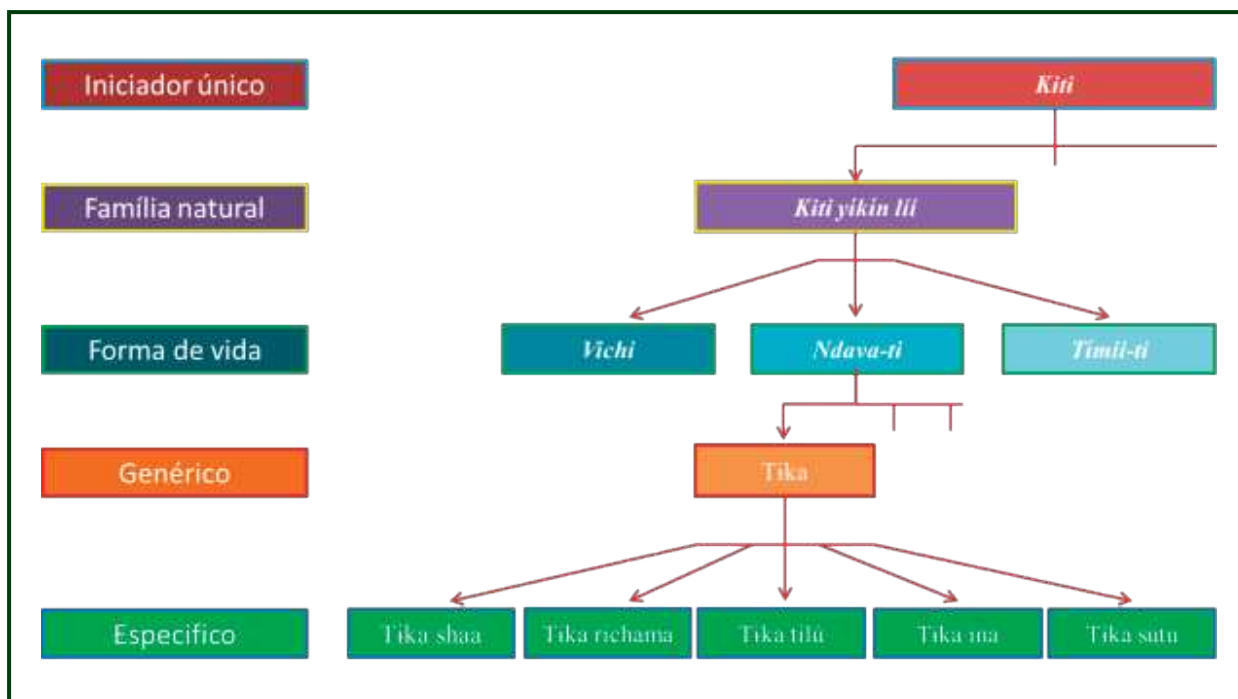 Iniciador único
Kiti
Família natural
Kiti yikin lii
Forma de vida
Vichi
Ndava-ti
Timii-ti
Genérico
Tika
Especifico
Tika shaa
Tika richama
Tika tilú
Tika ina
Tika sutu